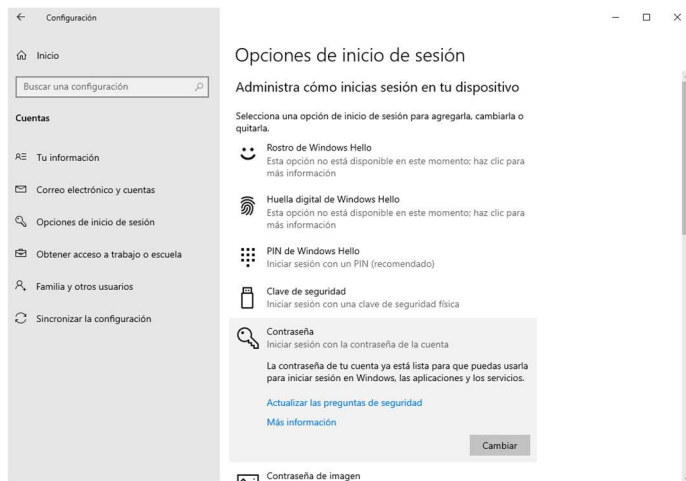 Configuración
Inicio
Buscar una configuración
Cuentas
Tu información
Correo electrónico y cuentas
Opciones de inicio de sesión
Obtener acceso a trabajo o escuela
Familia y otros usuarios
Sincronizar la configuración
Opciones de inicio de sesión
Administra cómo inicias sesión en tu dispositivo
Selecciona una opción de inicio de sesión para agregarla, cambiarla o
quitarla.
Rostro de Windows Hello
Esta opción no está disponible en este momento; haz clic para
más información
Huella digital de Windows Hello
Esta opción no está disponible en este momento; haz clic para
más información
PIN de Windows Hello
Iniciar sesión con un PIN (recomendado)
Clave de seguridad
Iniciar sesión con una clave de seguridad física
Contraseña
Iniciar sesión con la contraseña de la cuenta
La contraseña de tu cuenta ya está lista para que puedas usarla
para iniciar sesión en Windows, las aplicaciones y los servicios.
Actualizar las preguntas de seguridad
Más información
Cambiar
Contraseña de imagen